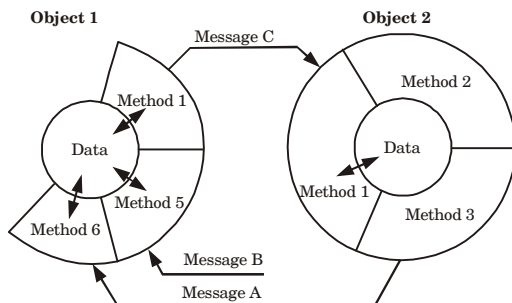 Object 1
Object 2
Message C
Method 1
Method 2
Data
Data
Method 1
Method 5
Method 6
Method 3
Message B
Message A